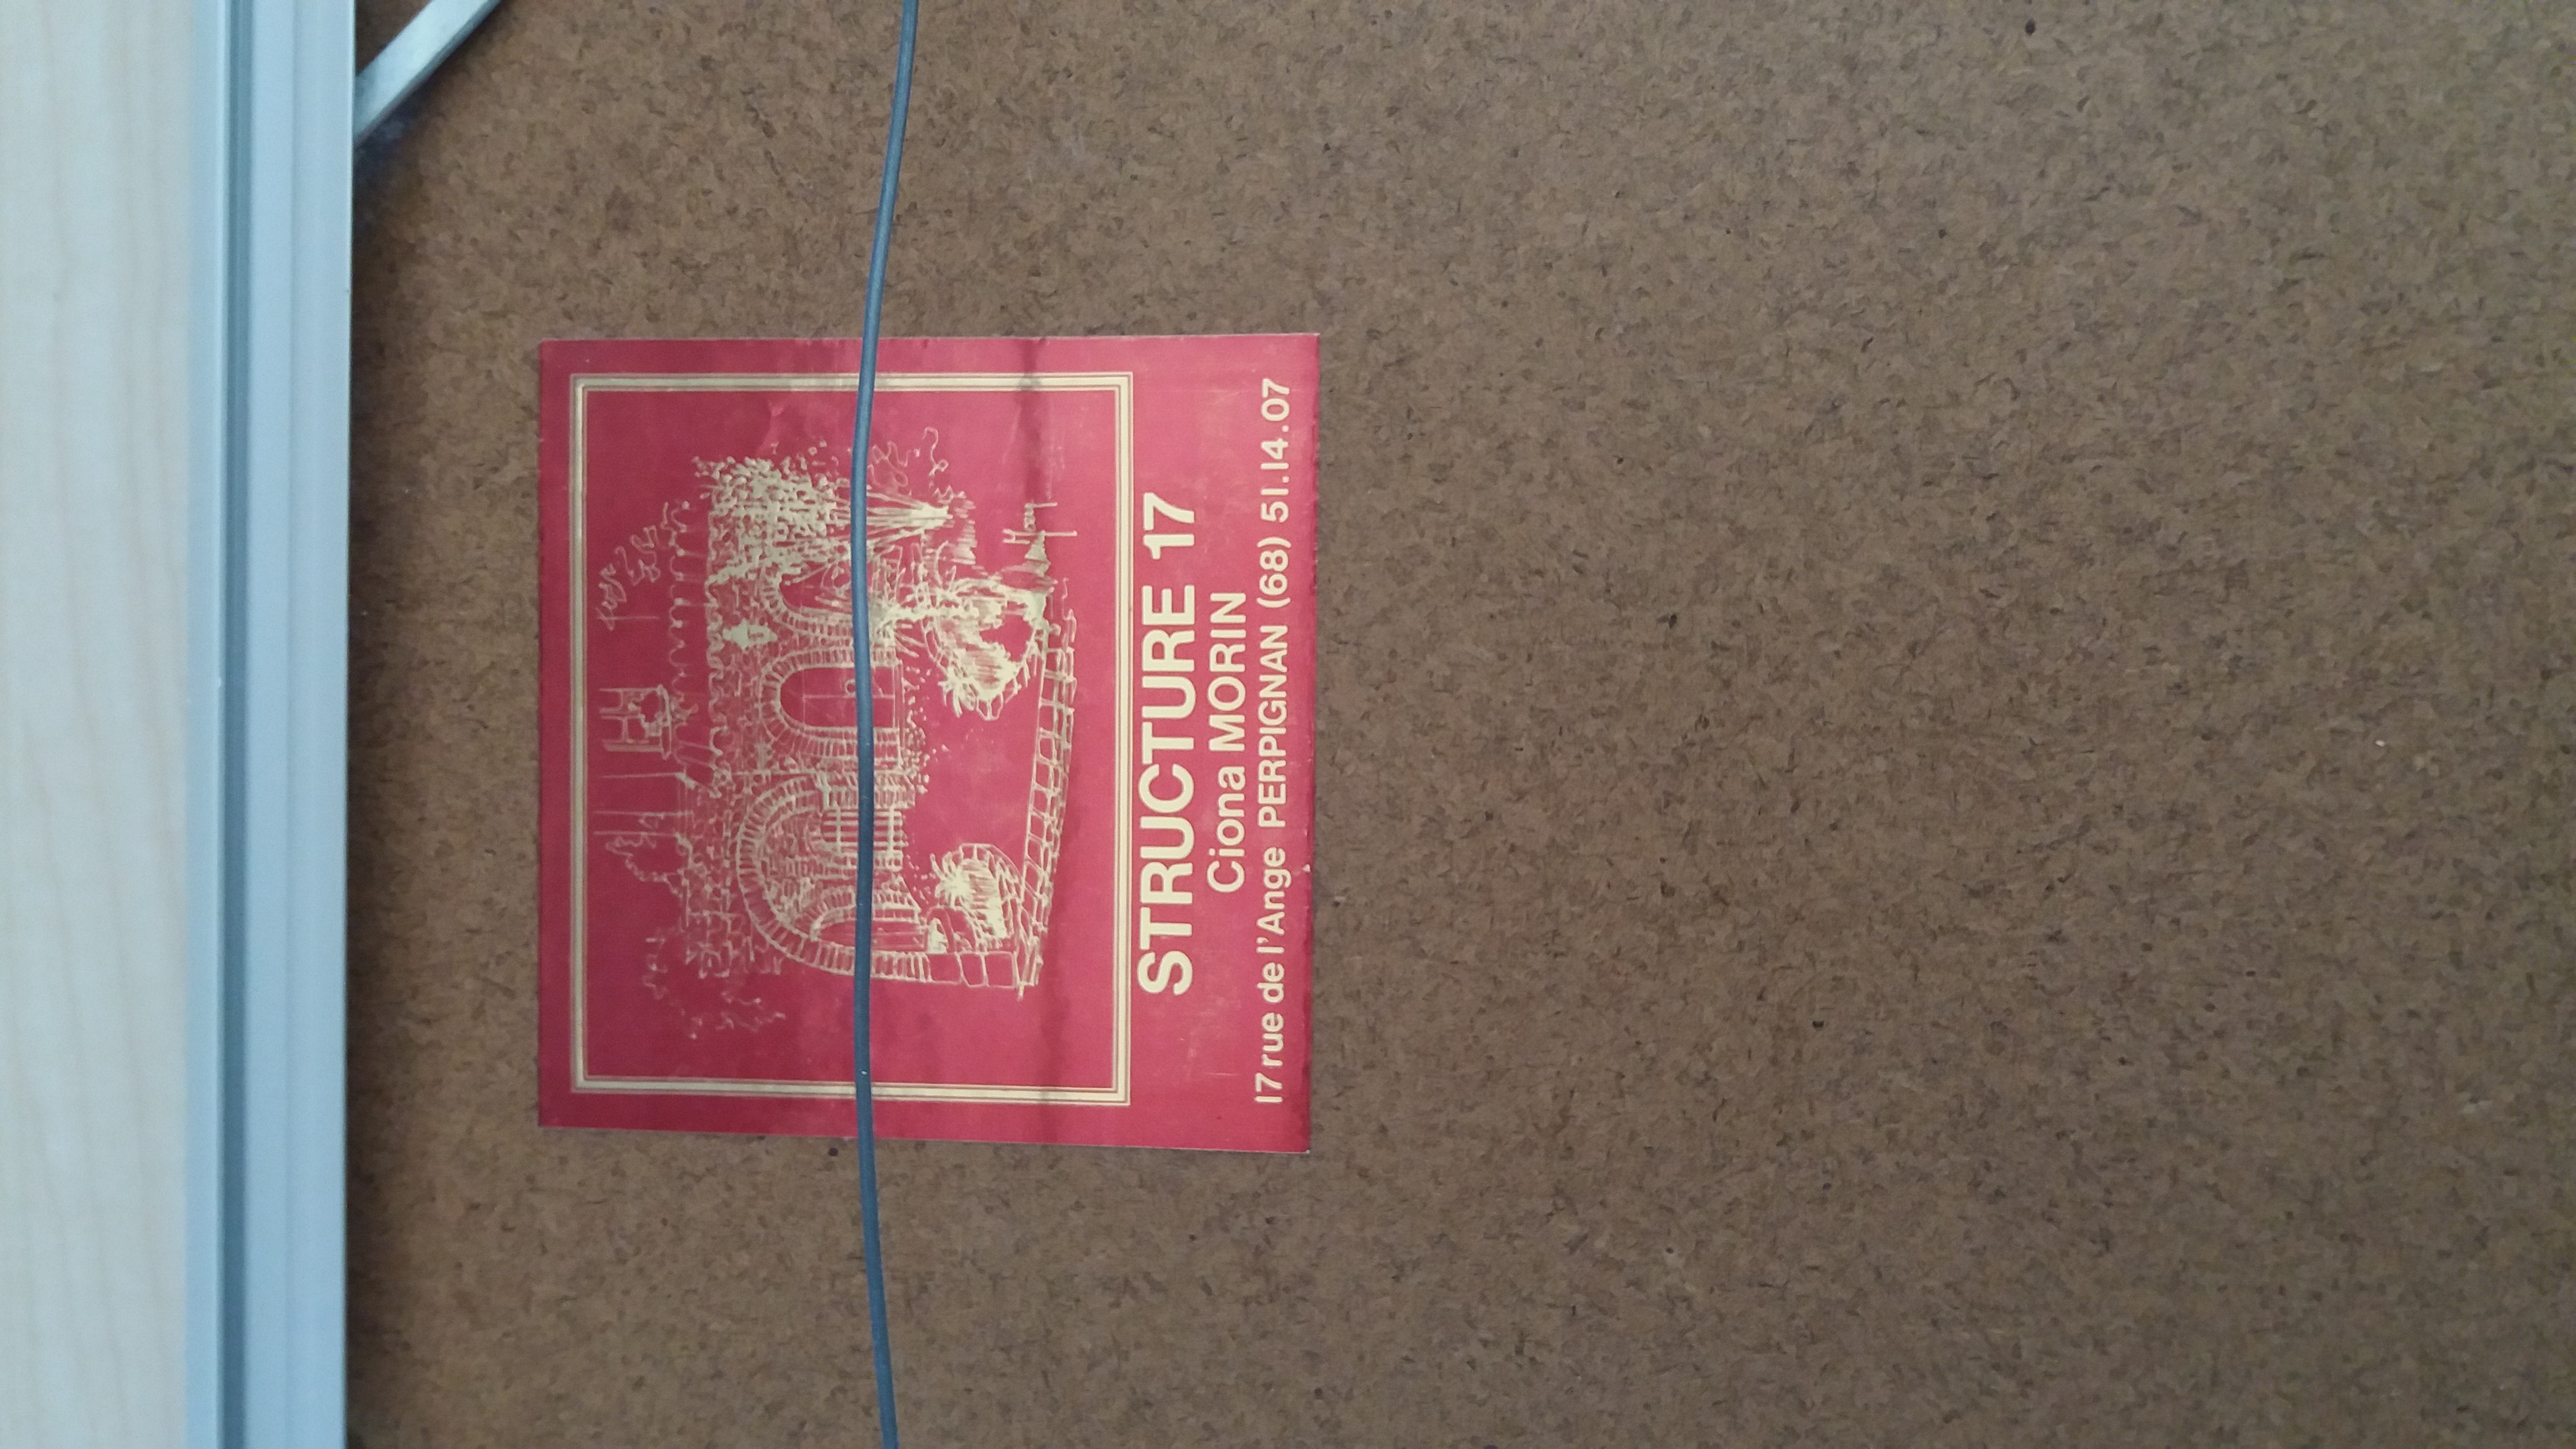 STRUCTURE 17
Ciona MORIN
17 rue de l'Ange PERPIGNAN (68) 51.14.07